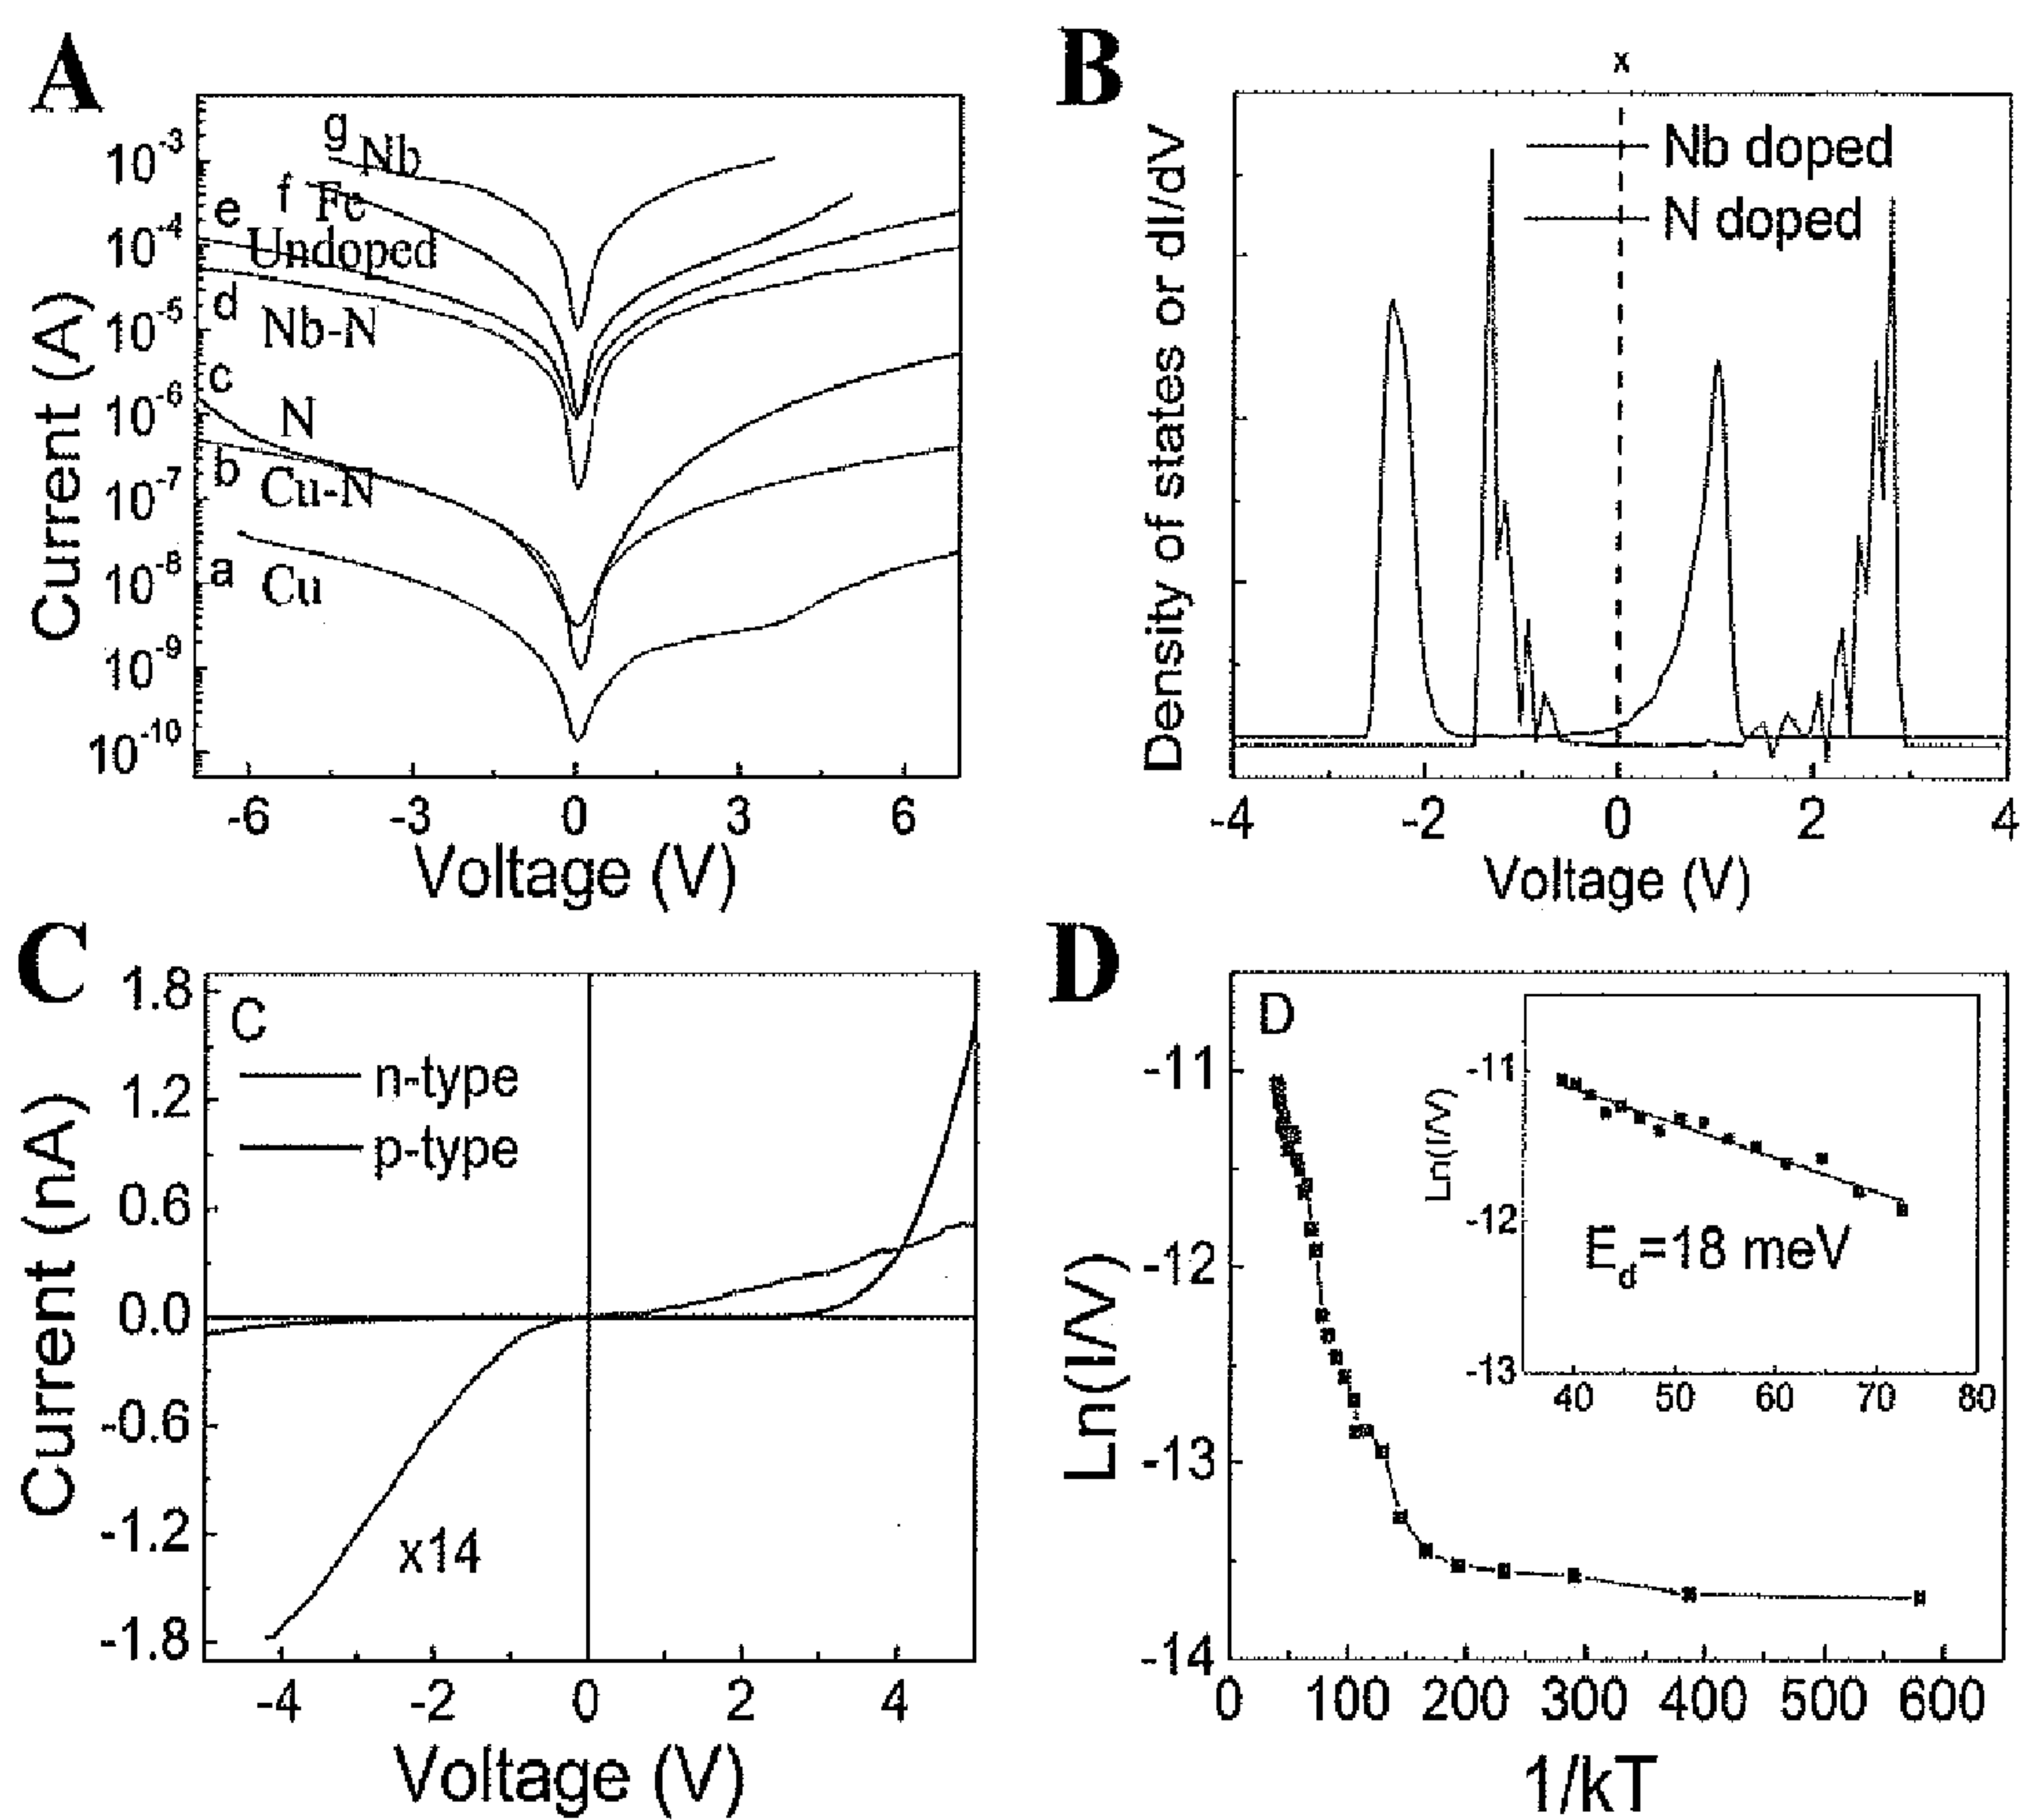 A
g
Nb
f
Fe
e
Undoped
d
Nb-N
c
N
b
Cu-N
a
Cu
10-3
10-4
10-5
10-6
10-7
10-8
10-9
10-10
Current (A)
-6 -3 0 3 6
Voltage (V)
B
x
Nb doped
N doped
Density of states or dI/dV
-4 -2 0 2 4
Voltage (V)
C
C
n-type
p-type
1.8
1.2
0.6
0.0
-0.6
-1.2
-1.8
x14
Current (nA)
-4 -2 0 2 4
Voltage (V)
D
D
-11
-12
-13
-14
Ln(I/V)
0 100 200 300 400 500 600
1/kT
-11
-12
-13
Ln(I/V)
Ed=18 meV
40 50 60 70 80